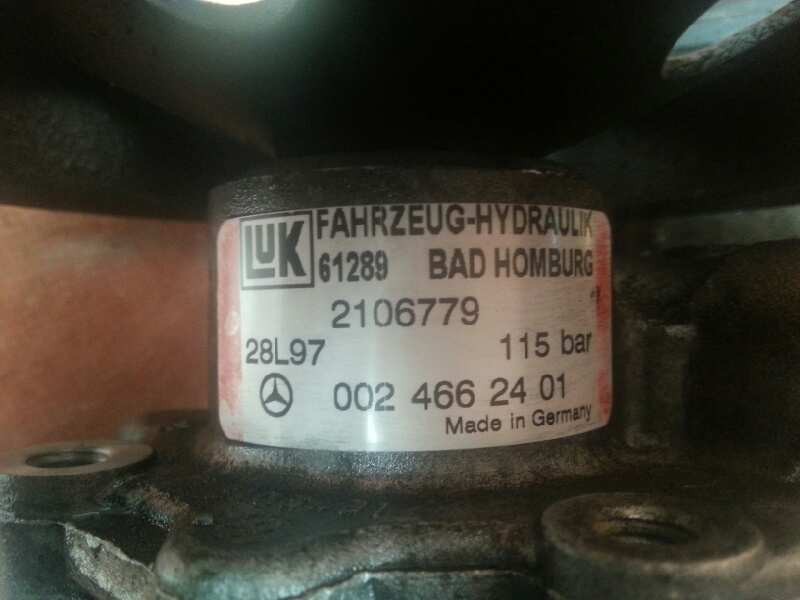 LuK FAHRZEUG-HYDRAULIK
61289 BAD HOMBURG
2106779
28L97 115 bar
002 466 24 01
Made in Germany